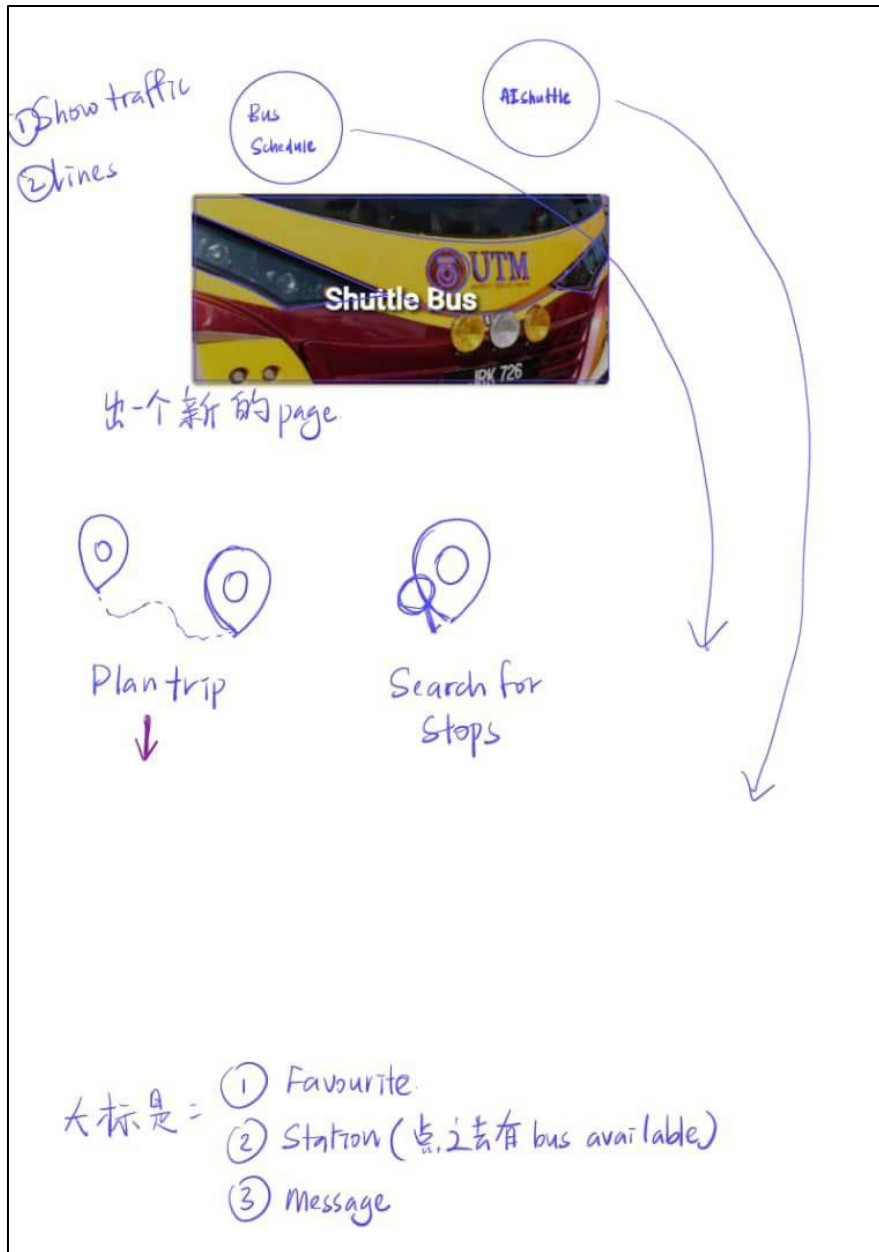 ①Show traffic
②lines
Bus
Schedule
AIshuttle
UTM
Shuttle Bus
JRK 726
出一个新的page.
Plan trip
Search for
Stops
大标是=
① Favourite.
② Station (点进去有 bus available)
③ Message